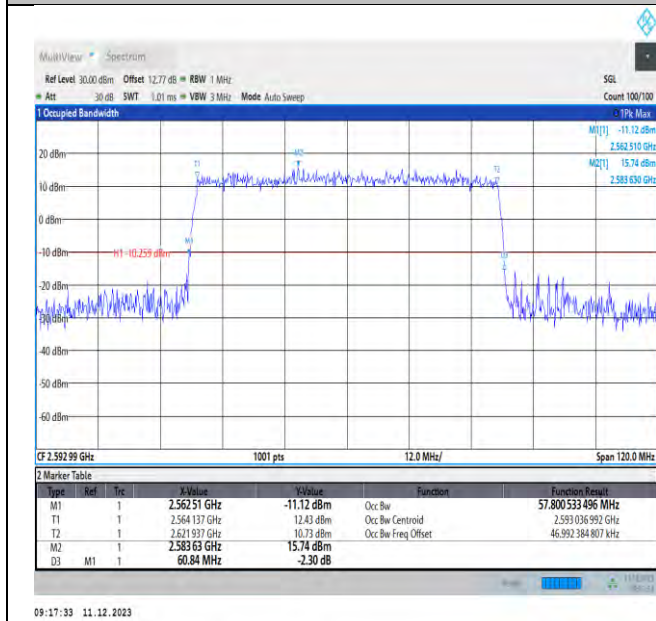 MultiView Spectrum
Ref Level 30.00 dBm Offset 12.77 dB RBW 1 MHz SGL
Att 30 dB SWT 1.01 ms VBW 3 MHz Mode Auto Sweep Count 100/100
1 Occupied Bandwidth 1Pk Max
M1[1] -11.12 dBm
2.562 510 GHz
M2[1] 15.74 dBm
2.583 630 GHz
20 dBm
T1 M2 T2
10 dBm
0 dBm
M1
-10 dBm H1 -10.259 dBm
-20 dBm
-30 dBm
-40 dBm
-50 dBm
-60 dBm
CF 2.592 99 GHz 1001 pts 12.0 MHz/ Span 120.0 MHz
2 Marker Table
Type Ref Trc X-Value Y-Value Function Function Result
M1 1 2.562 51 GHz -11.12 dBm Occ Bw 57.800 533 496 MHz
T1 1 2.564 137 GHz 12.43 dBm Occ Bw Centroid 2.593 036 992 GHz
T2 1 2.621 937 GHz 10.73 dBm Occ Bw Freq Offset 46.992 384 807 kHz
M2 1 2.583 63 GHz 15.74 dBm
D3 M1 1 60.84 MHz -2.30 dB
09:17:33 11.12.2023